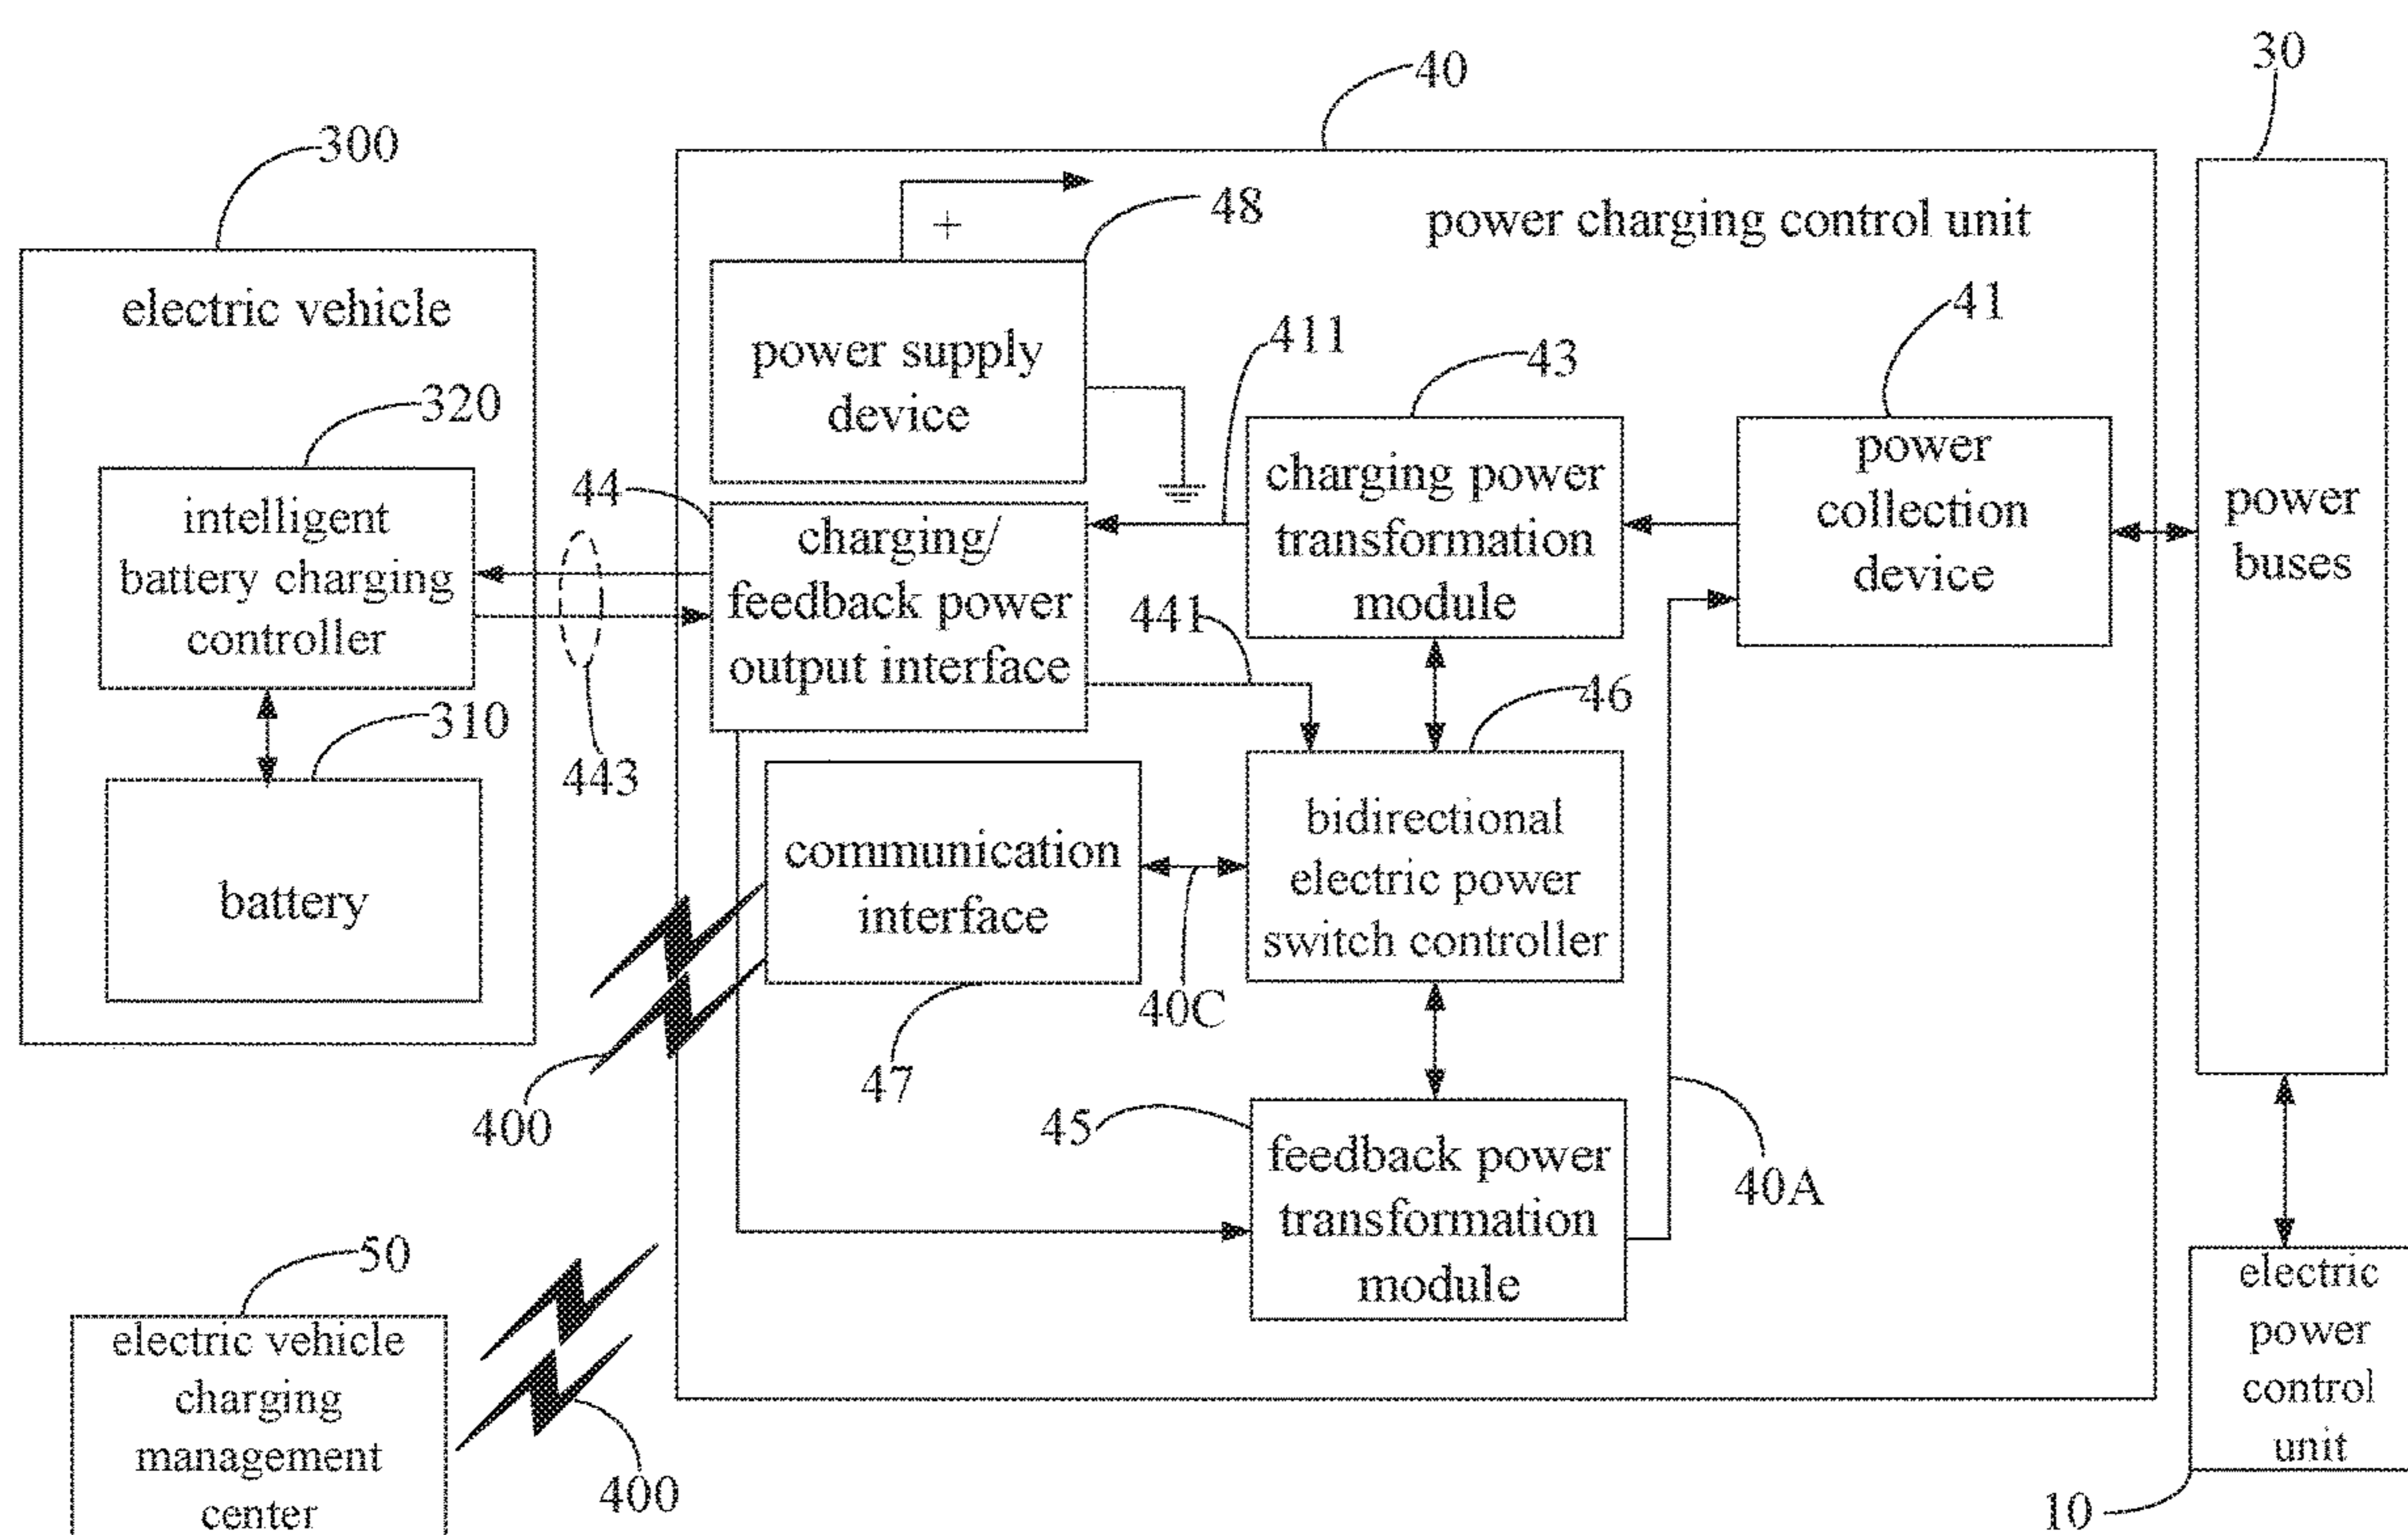 40
30
300
+
48
power charging control unit
electric vehicle
41
411
43
power supply
device
320
44
intelligent
battery charging
controller
charging/
feedback power
output interface
charging power
transformation
module
power
collection
device
power
buses
441
46
310
443
battery
communication
interface
bidirectional
electric power
switch controller
40C
47
400
45
feedback power
transformation
module
40A
50
electric vehicle
charging
management
center
400
electric
power
control
unit
10